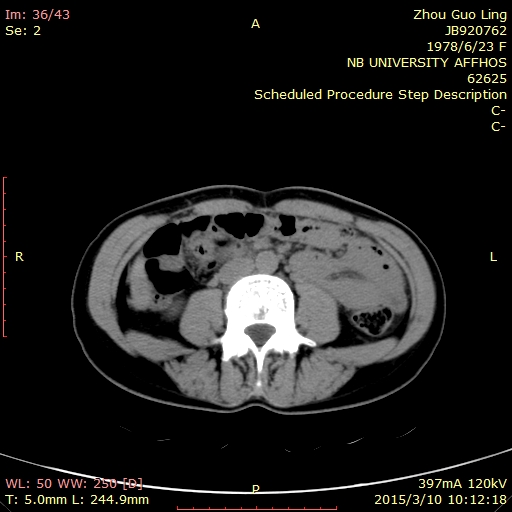 Im: 36/43
Se: 2
A
Zhou Guo Ling
JB920762
1978/6/23 F
NB UNIVERSITY AFFHOS
62625
Scheduled Procedure Step Description
C-
C-
R
L
WL: 50 WW: 250 [D]
T: 5.0mm L: 244.9mm
P
397mA 120kV
2015/3/10 10:12:18